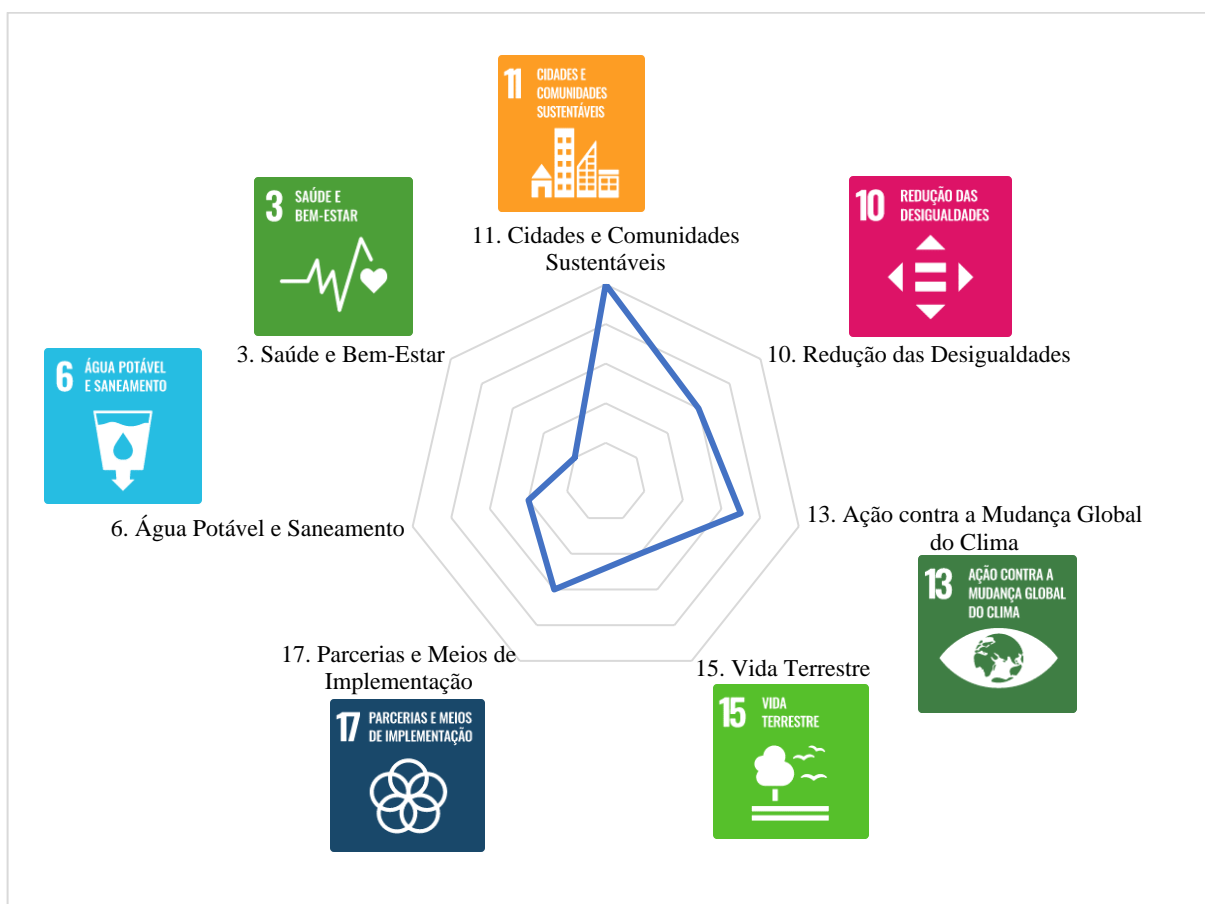 11 CIDADES E
COMUNIDADES
SUSTENTÁVEIS
11. Cidades e Comunidades
Sustentáveis
10 REDUÇÃO DAS
DESIGUALDADES
10. Redução das Desigualdades
3 SAÚDE E
BEM-ESTAR
3. Saúde e Bem-Estar
6 ÁGUA POTÁVEL
E SANEAMENTO
6. Água Potável e Saneamento
13. Ação contra a Mudança Global
do Clima
13 AÇÃO CONTRA A
MUDANÇA GLOBAL
DO CLIMA
17. Parcerias e Meios de
Implementação
17 PARCERIAS E MEIOS
DE IMPLEMENTAÇÃO
15. Vida Terrestre
15 VIDA
TERRESTRE